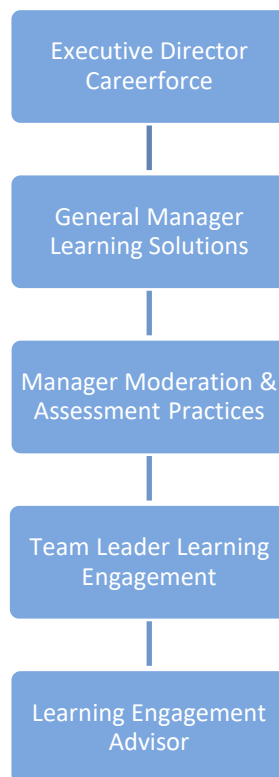 Executive Director
Careerforce
General Manager
Learning Solutions
Manager Moderation &
Assessment Practices
Team Leader Learning
Engagement
Learning Engagement
Advisor